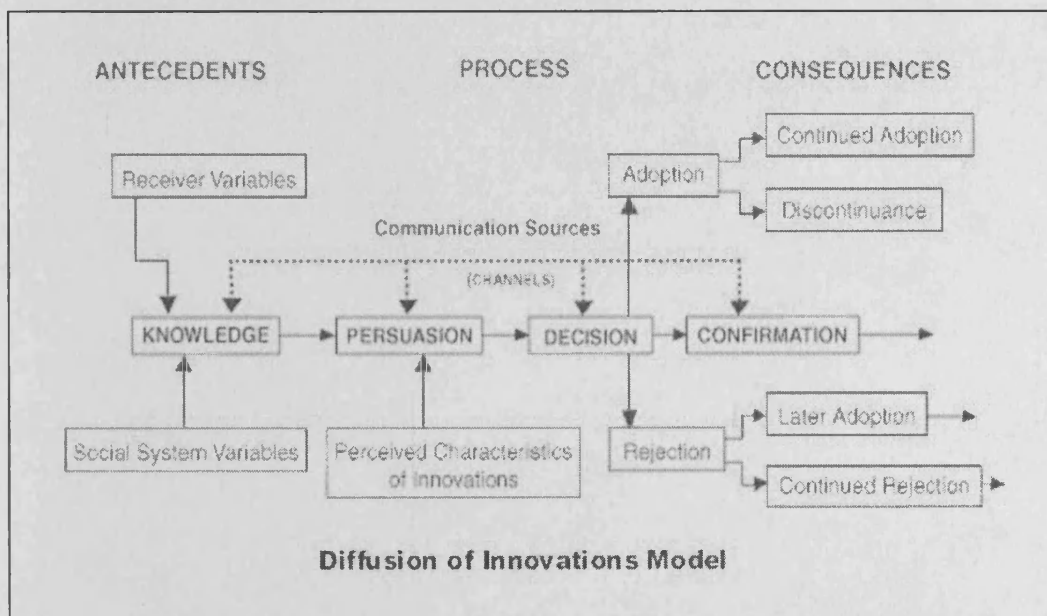 ANTECEDENTS PROCESS CONSEQUENCES
Continued Adoption
Receiver Variables
Adoption
Discontinuance
Communication Sources
(CHANNELS)
KNOWLEDGE PERSUASION DECISION CONFIRMATION
Later Adoption
Social System Variables
Perceived Characteristics
of Innovations
Rejection
Continued Rejection
Diffusion of Innovations Model